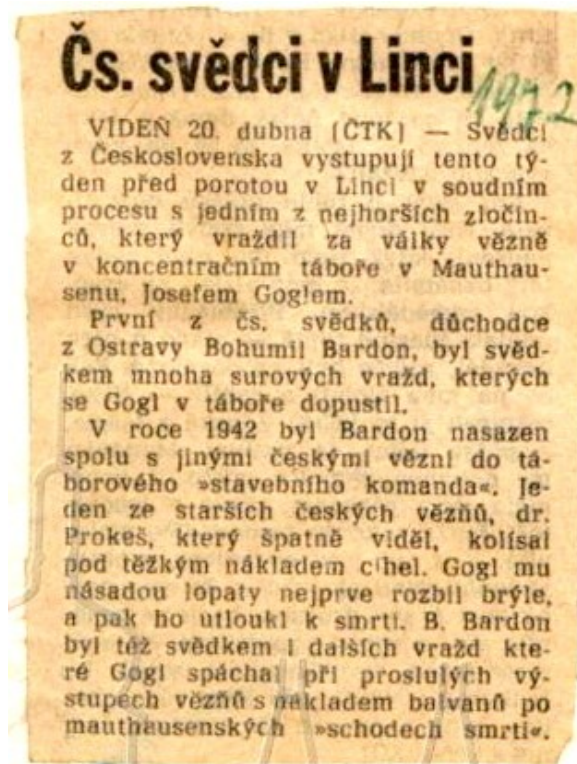 Čs. svědci v Linci
1972
VÍDEŇ 20. dubna (ČTK) — Svědci
z Československa vystupují tento tý-
den před porotou v Linci v soudním
procesu s jedním z nejhorších zločin-
ců, který vraždil za války vězně
v koncentračním táboře v Mauthau-
senu, Josefem Goglem.
První z čs. svědků, důchodce
z Ostravy Bohumil Bardon, byl svěd-
kem mnoha surových vražd, kterých
se Gogl v táboře dopustil.
V roce 1942 byl Bardon nasazen
spolu s jinými českými vězni do tá-
borového »stavebního komanda«. Je-
den ze starších českých vězňů, dr.
Prokeš, který špatně viděl, kolísal
pod těžkým nákladem cihel. Gogl mu
násadou lopaty nejprve rozbil brýle,
a pak ho utloukl k smrti. B. Bardon
byl též svědkem i dalších vražd kte-
ré Gogl spáchal při proslulých vý-
stupech vězňů s nákladem balvanů po
mauthausenských »schodech smrti«.